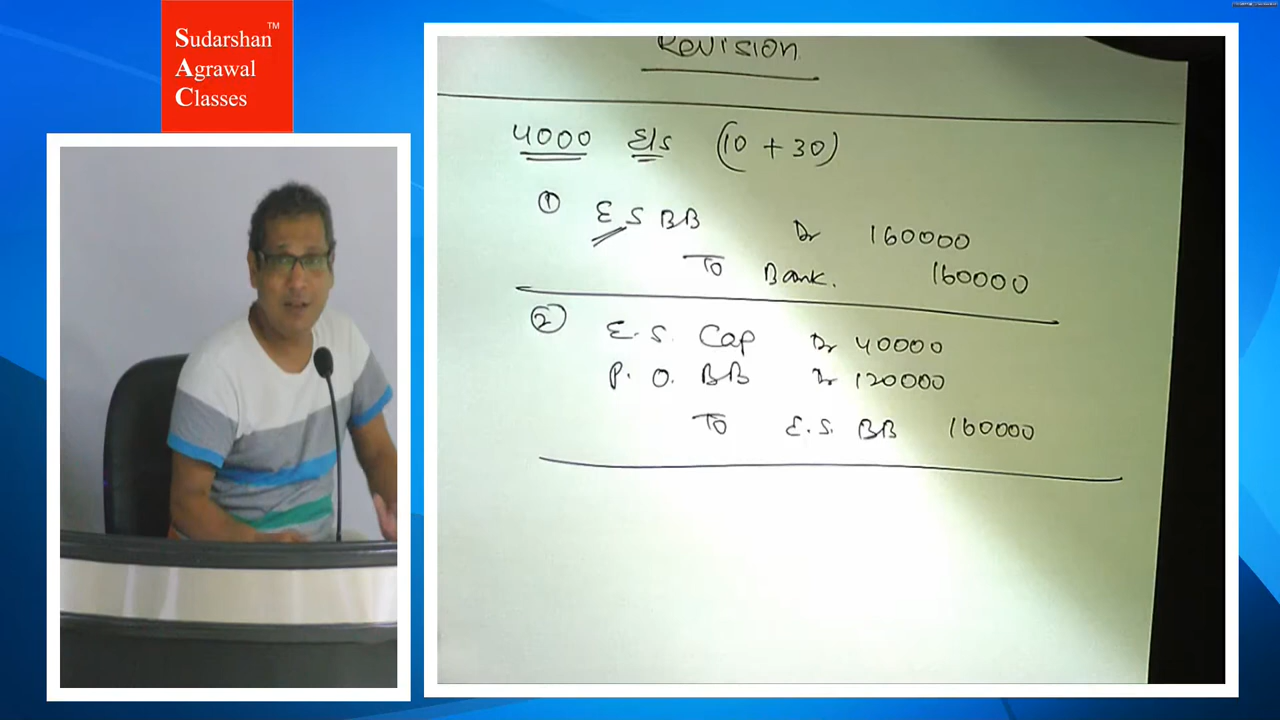 Sudarshan™
Agrawal
Classes
Revision
4000 E/S (10 + 30)
① E S BB Dr 160000
To Bank. 160000
② E. S. Cap Dr 40000
P. O. BB Dr 120000
To E.S. BB 160000